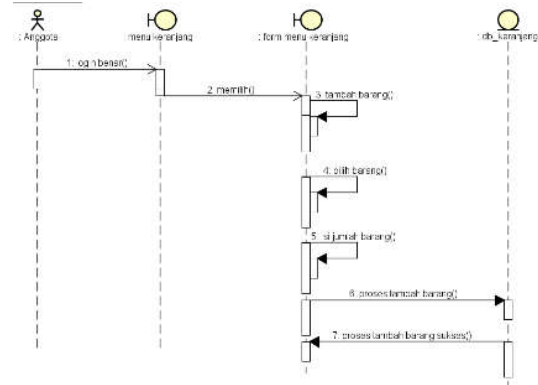 : Anggota
menu keranjang
: form menu keranjang
: db_keranjang
1: login benar()
2: memilih()
3: tambah barang()
4: pilih barang()
5: isi jumlah barang()
6: proses tambah barang()
7: proses tambah barang sukses()